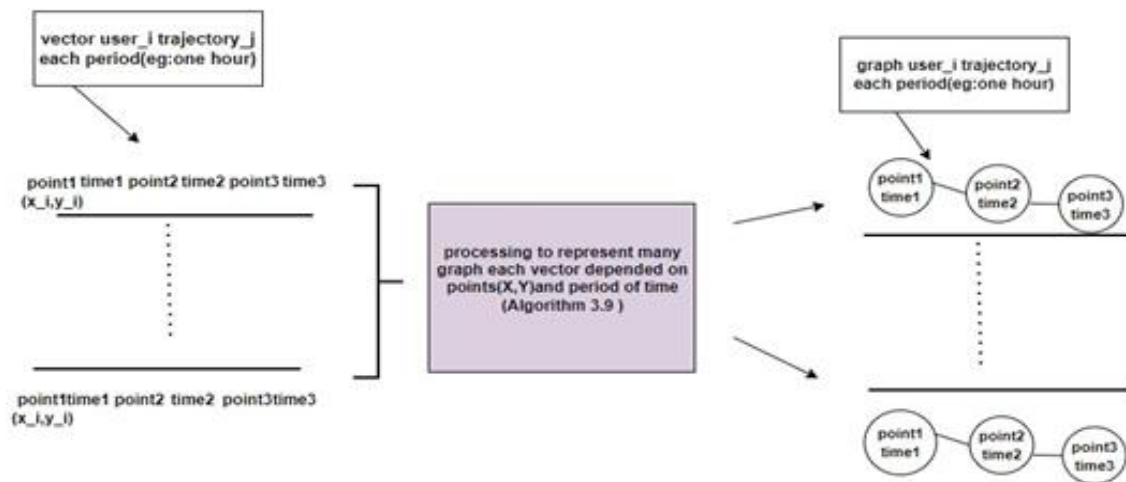 vector user_i trajectory_j
each period(eg:one hour)
graph user_i trajectory_j
each period(eg:one hour)
point1 time1 point2 time2 point3 time3
(x_i,y_i)
processing to represent many
graph each vector depended on
points(X,Y)and period of time
(Algorithm 3.9 )
point1
time1
point2
time2
point3
time3
point1time1 point2 time2 point3time3
(x_i,y_i)
point1
time1
point2
time2
point3
time3